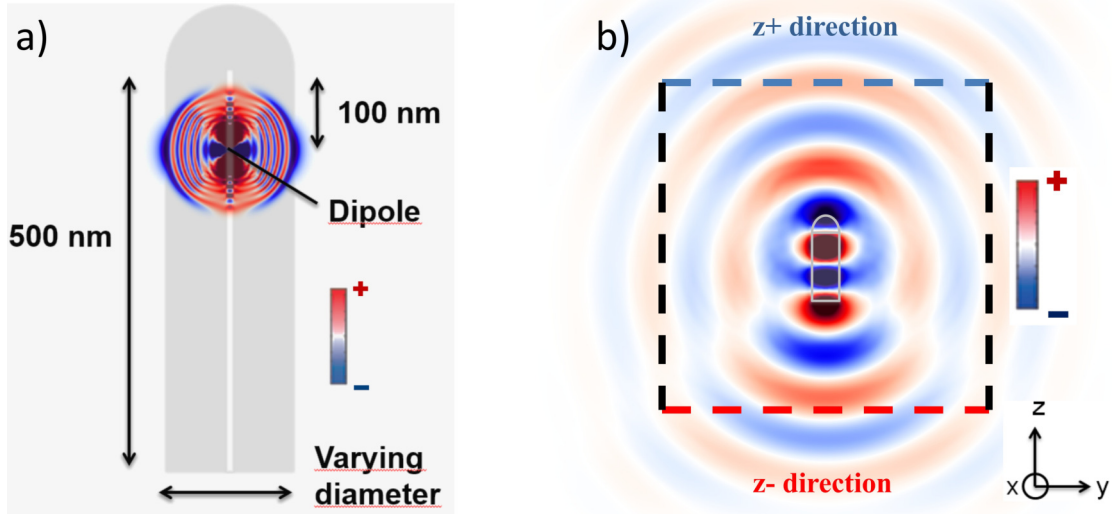 a)
100 nm
Dipole
500 nm
+
−
Varying
diameter
b)
z+ direction
+
−
z- direction
z
x
y